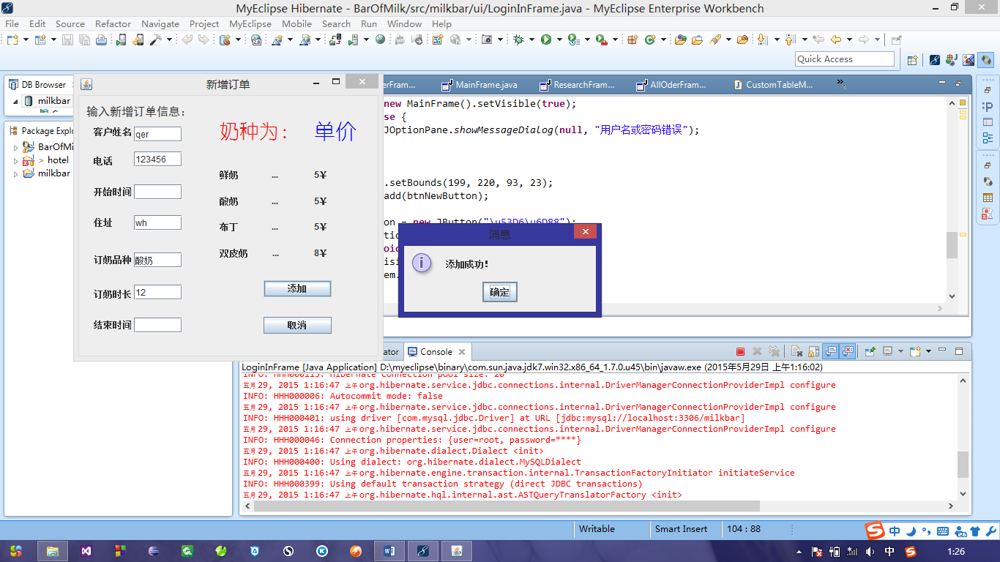 MyEclipse Hibernate - BarOfMilk/src/milkbar/ui/LoginInFrame.java - MyEclipse Enterprise Workbench
File Edit Source Refactor Navigate Project MyEclipse Mobile Search Run Window Help
Quick Access
DB Browser
milkbar
Package Explo
BarOfMi
> hotel
milkbar
新增订单
输入新增订单信息:
客户姓名 qer
电话 123456
开始时间
住址 wh
订奶品种 酸奶
订奶时长 12
结束时间
奶种为: 单价
鲜奶 ... 5¥
酸奶 ... 5¥
布丁 ... 5¥
双皮奶 ... 8¥
添加
取消
erFram... MainFrame.java ResearchFram... AllOderFram... CustomTableM...
new MainFrame().setVisible(true);
se {
JOptionPane.showMessageDialog(null, "用户名或密码错误");
.setBounds(199, 220, 93, 23);
add(btnNewButton);
on = new JButton("\u53D6\u6D88");
消息
添加成功!
确定
ator Console
LoginInFrame [Java Application] D:\myeclipse\binary\com.sun.java.jdk7.win32.x86_64_1.7.0.u45\bin\javaw.exe (2015年5月29日 上午1:16:02)
INFO: HHH000115: Hibernate connection pool size: 20
五月 29, 2015 1:16:47 上午 org.hibernate.service.jdbc.connections.internal.DriverManagerConnectionProviderImpl configure
INFO: HHH000006: Autocommit mode: false
五月 29, 2015 1:16:47 上午 org.hibernate.service.jdbc.connections.internal.DriverManagerConnectionProviderImpl configure
INFO: HHH000401: using driver [com.mysql.jdbc.Driver] at URL [jdbc:mysql://localhost:3306/milkbar]
五月 29, 2015 1:16:47 上午 org.hibernate.service.jdbc.connections.internal.DriverManagerConnectionProviderImpl configure
INFO: HHH000046: Connection properties: {user=root, password=****}
五月 29, 2015 1:16:47 上午 org.hibernate.dialect.Dialect <init>
INFO: HHH000400: Using dialect: org.hibernate.dialect.MySQLDialect
五月 29, 2015 1:16:47 上午 org.hibernate.engine.transaction.internal.TransactionFactoryInitiator initiateService
INFO: HHH000399: Using default transaction strategy (direct JDBC transactions)
五月 29, 2015 1:16:47 上午 org.hibernate.hql.internal.ast.ASTQueryTranslatorFactory <init>
Writable Smart Insert 104 : 88
中
中 1:26